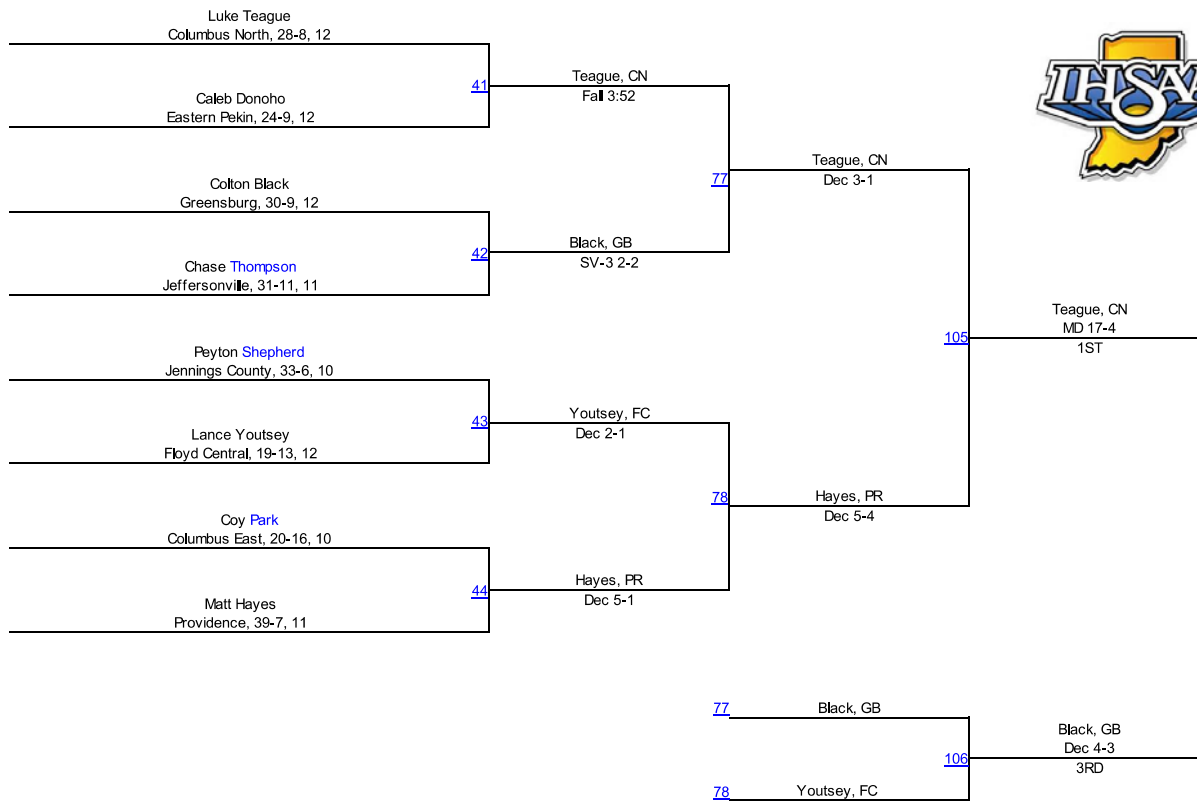 Luke Teague
Columbus North, 28-8, 12
Caleb Donoho
Eastern Pekin, 24-9, 12
Colton Black
Greensburg, 30-9, 12
Chase Thompson
Jeffersonville, 31-11, 11
Peyton Shepherd
Jennings County, 33-6, 10
Lance Youtsey
Floyd Central, 19-13, 12
Coy Park
Columbus East, 20-16, 10
Matt Hayes
Providence, 39-7, 11
41
Teague, CN
Fall 3:52
42
Black, GB
SV-3 2-2
43
Youtsey, FC
Dec 2-1
44
Hayes, PR
Dec 5-1
77
Teague, CN
Dec 3-1
78
Hayes, PR
Dec 5-4
105
Teague, CN
MD 17-4
1ST
77
Black, GB
78
Youtsey, FC
106
Black, GB
Dec 4-3
3RD
IHSAA